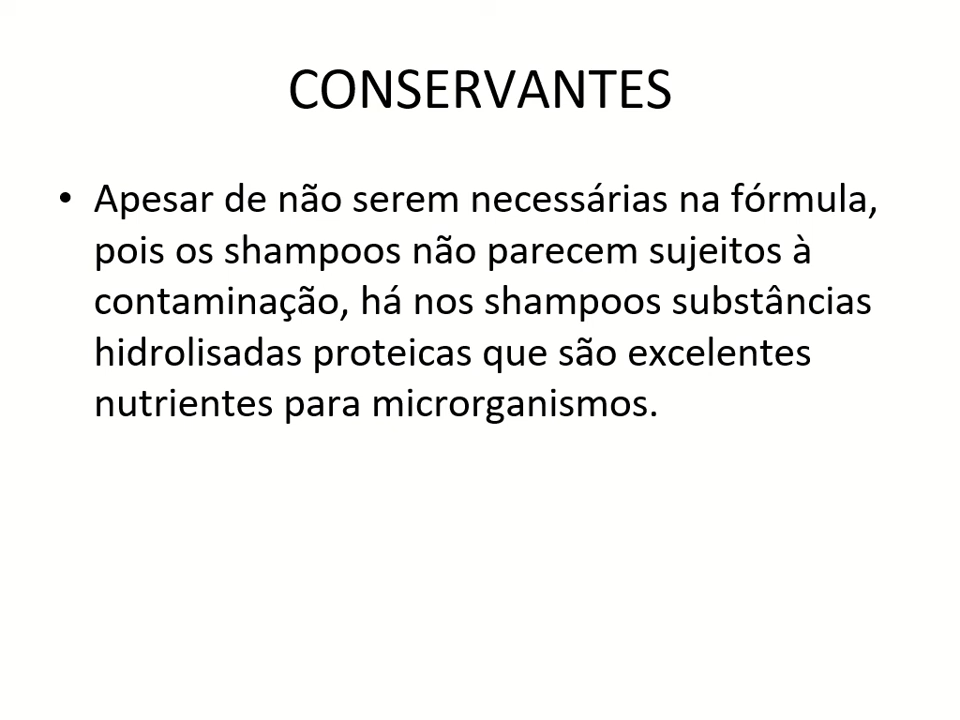 CONSERVANTES
• Apesar de não serem necessárias na fórmula,
pois os shampoos não parecem sujeitos à
contaminação, há nos shampoos substâncias
hidrolisadas proteicas que são excelentes
nutrientes para microrganismos.